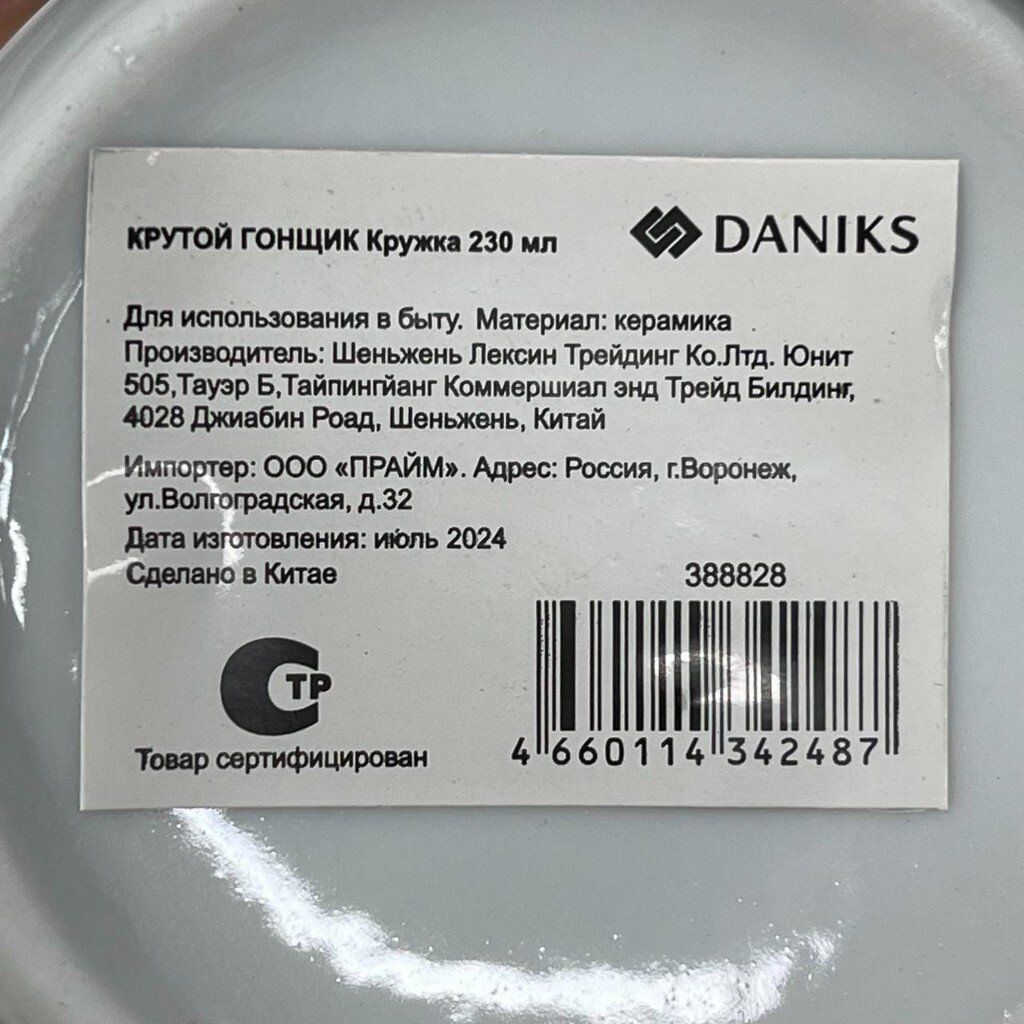 КРУТОЙ ГОНЩИК Кружка 230 мл
DANIKS
Для использования в быту. Материал: керамика
Производитель: Шеньжень Лексин Трейдинг Ко.Лтд. Юнит
505,Тауэр Б,Тайпингйанг Коммершиал энд Трейд Билдинг,
4028 Джиабин Роад, Шеньжень, Китай
Импортер: ООО «ПРАЙМ». Адрес: Россия, г.Воронеж,
ул.Волгоградская, д.32
Дата изготовления: июль 2024
Сделано в Китае
388828
СТР
Товар сертифицирован
4 660114 342487